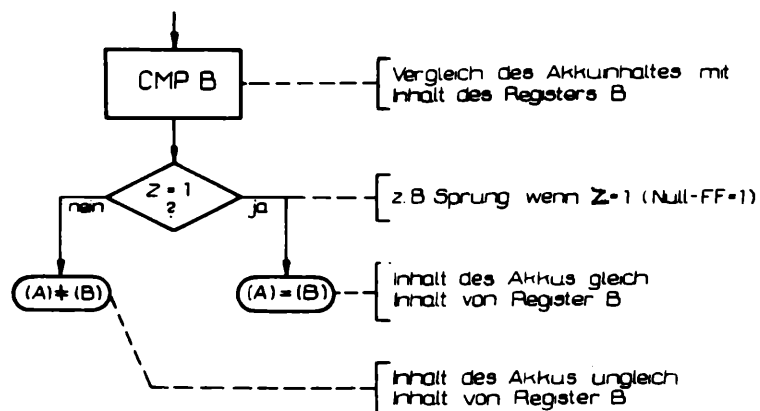 CMP B
Vergleich des Akkuinhaltes mit
Inhalt des Registers B
Z = 1
?
nein
ja
z.B Sprung wenn Z=1 (Null-FF=1)
(A)≠(B)
(A)=(B)
Inhalt des Akkus gleich
Inhalt von Register B
Inhalt des Akkus ungleich
Inhalt von Register B